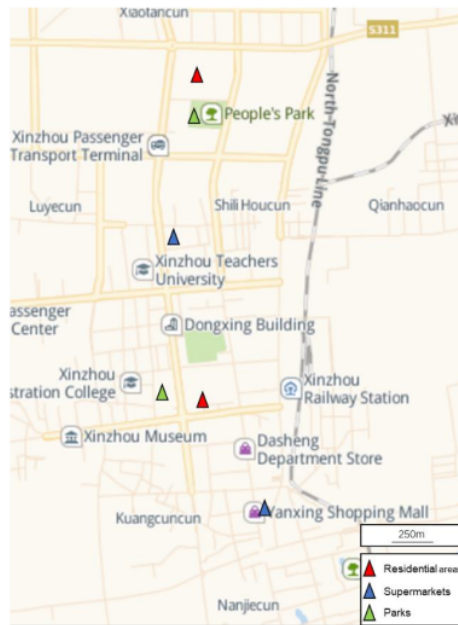 Xiaotancun
S311
People's Park
Xinzhou Passenger
Transport Terminal
North-Tongpu-Line
Luyecun
Shili Houcun
Qianhaocun
Xinzhou Teachers
University
assenger
Center
Dongxing Building
Xinzhou
stration College
Xinzhou
Railway Station
Xinzhou Museum
Dasheng
Department Store
Kuangcuncun
Yanxing Shopping Mall
Nanjiecun
250m
Residential area
Supermarkets
Parks